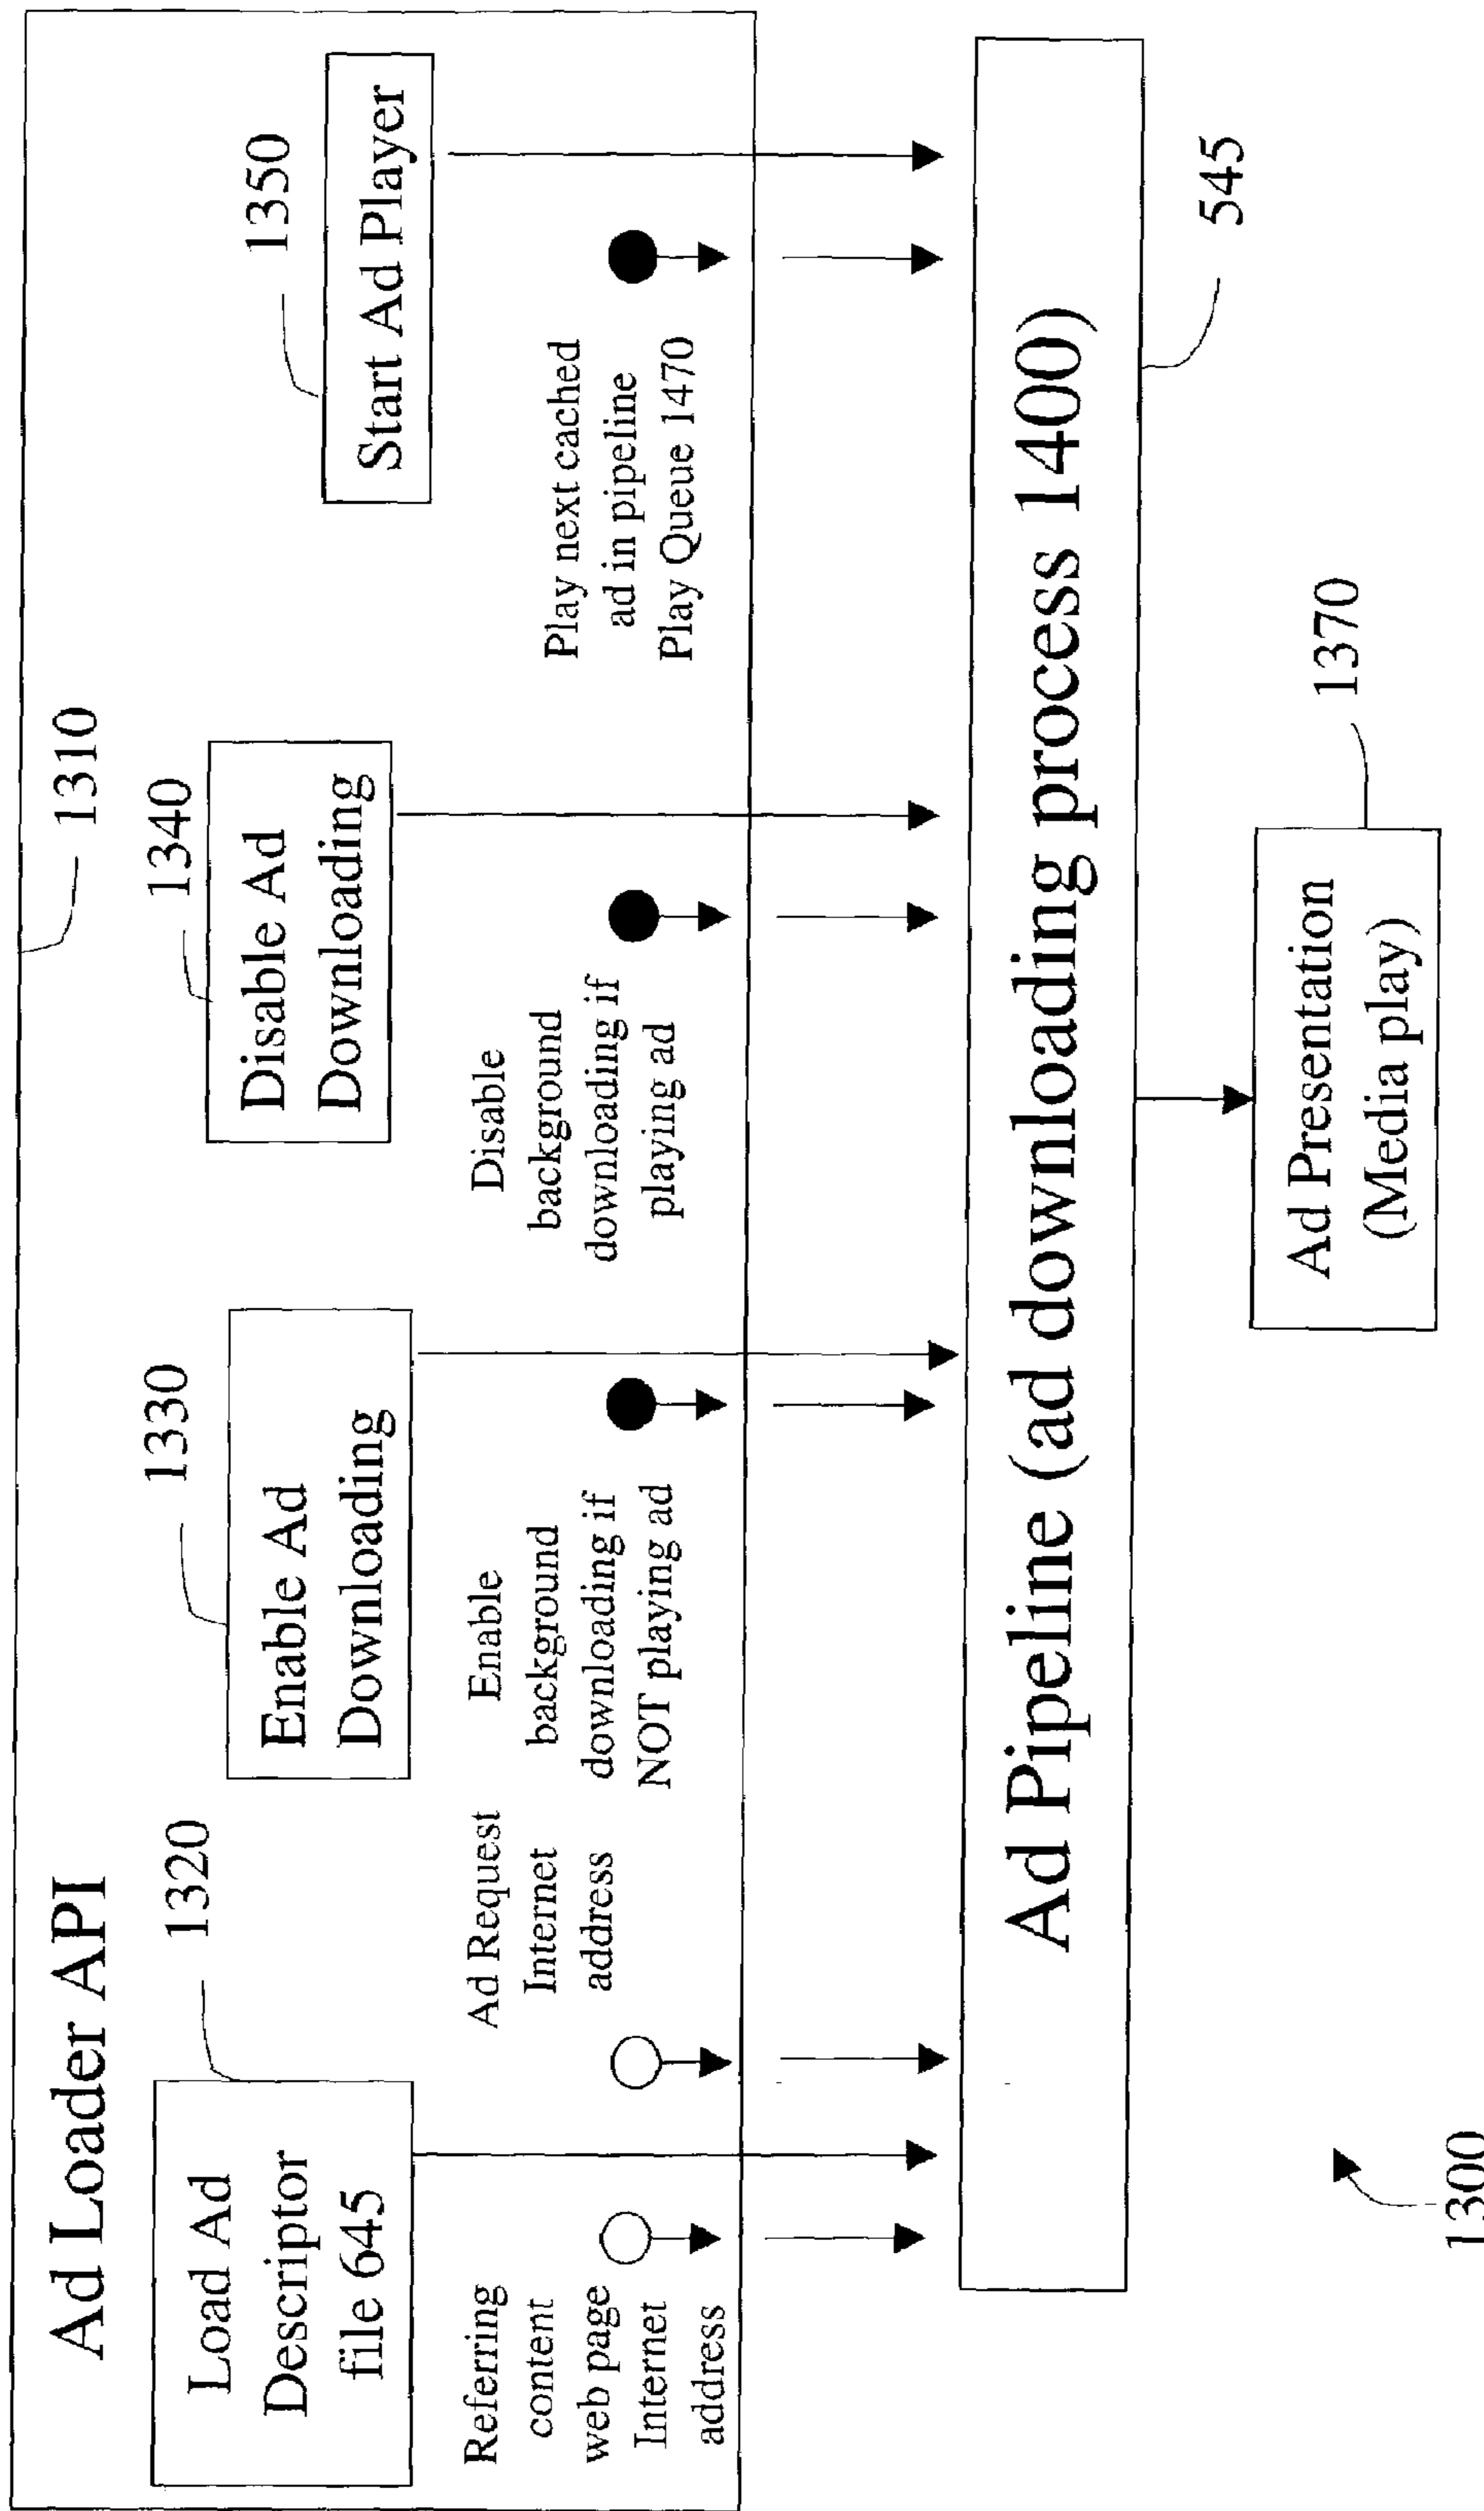 Ad Loader API
1310
1320
Load Ad
Descriptor
file 645
1330
Enable Ad
Downloading
1340
Disable Ad
Downloading
1350
Start Ad Player
Referring
content
web page
Internet
address
Ad Request
Internet
address
Enable
background
downloading if
NOT playing ad
Disable
background
downloading if
playing ad
Play next cached
ad in pipeline
Play Queue 1470
Ad Pipeline (ad downloading process 1400)
545
Ad Presentation
(Media play)
1370
1300